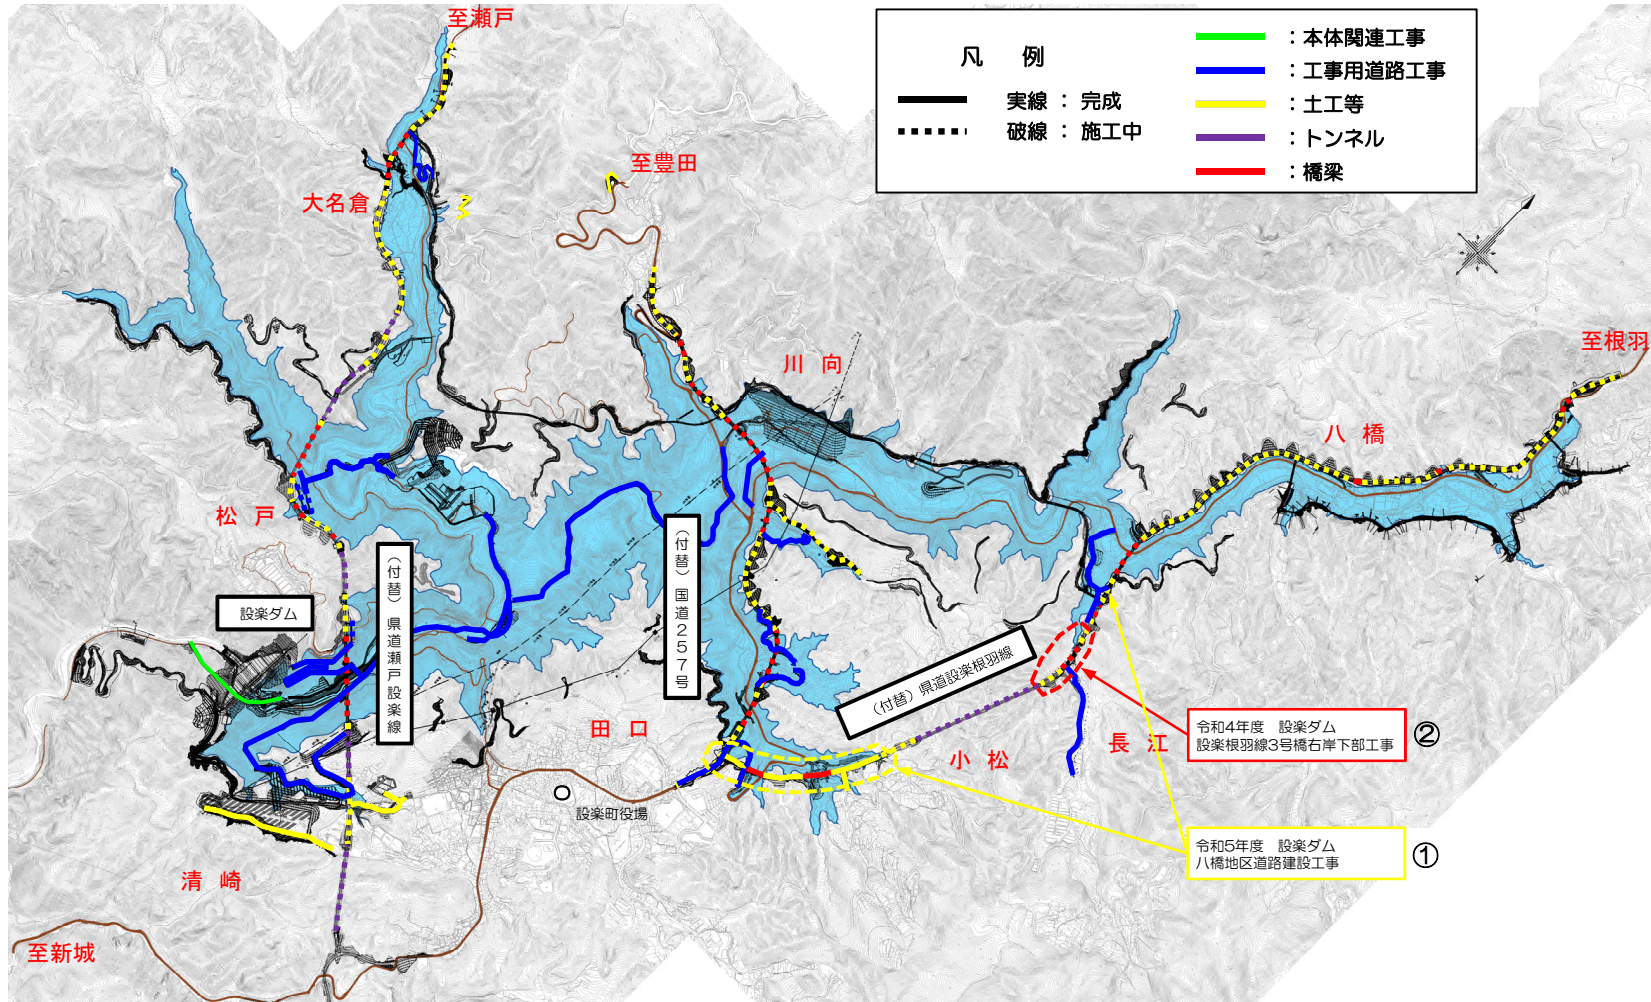 凡 例
実線 : 完成
破線 : 施工中
: 本体関連工事
: 工事用道路工事
: 土工等
: トンネル
: 橋梁
至瀬戸
至豊田
大名倉
川 向
至根羽
八 橋
松 戸
設楽ダム
(付替) 県道瀬戸設楽線
(付替) 国道257号
(付替) 県道設楽根羽線
田 口
小 松
長 江
設楽町役場
令和4年度 設楽ダム
設楽根羽線3号橋右岸下部工事
②
令和5年度 設楽ダム
八橋地区道路建設工事
①
清 崎
至新城